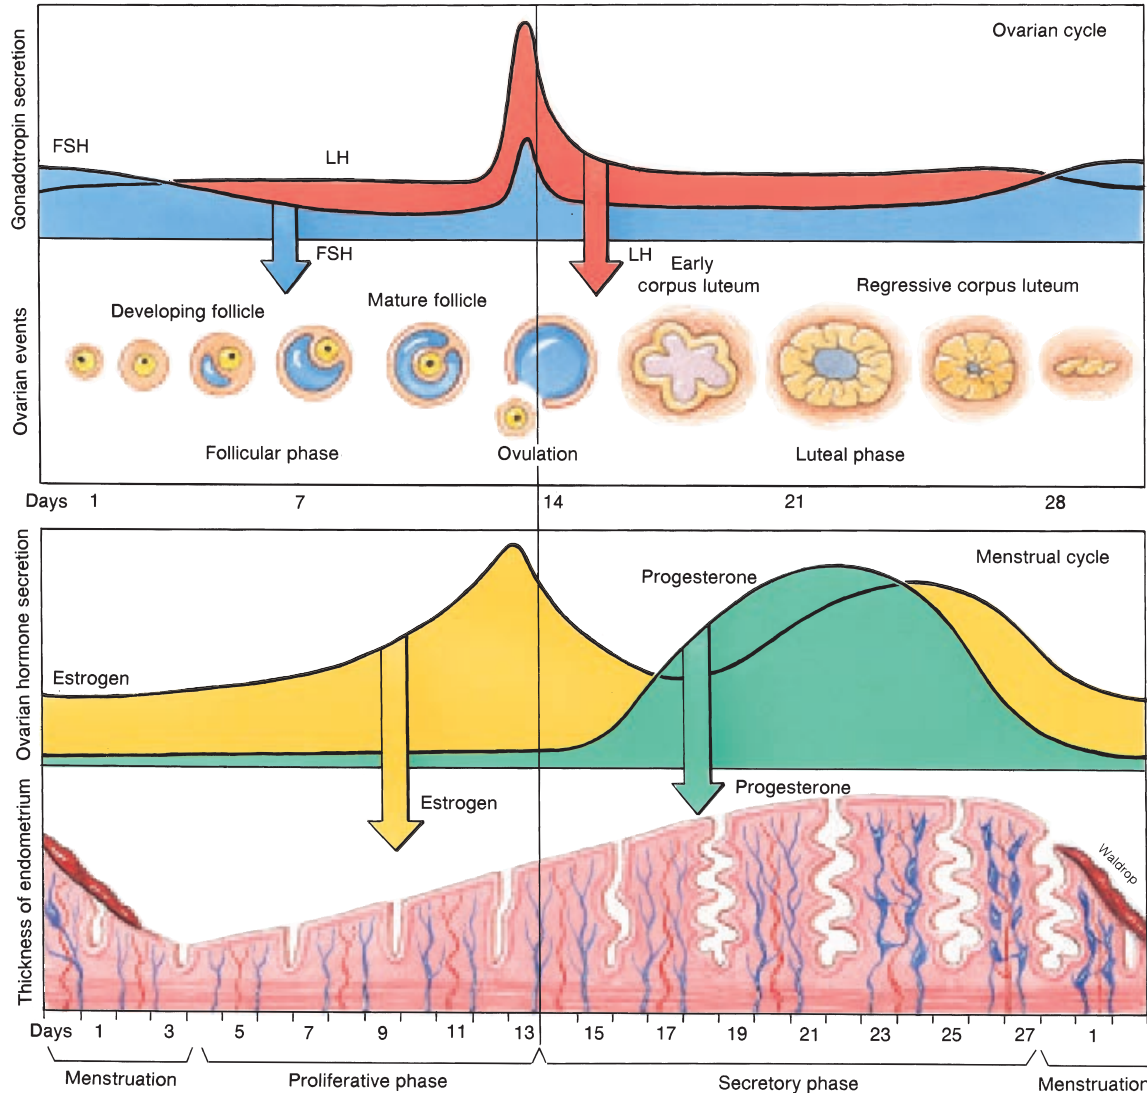 Ovarian cycle
Gonadotropin secretion
FSH
LH
FSH
LH
Early
corpus luteum
Regressive corpus luteum
Mature follicle
Developing follicle
Ovarian events
Follicular phase
Ovulation
Luteal phase
Days 1 7 14 21 28
Menstrual cycle
Ovarian hormone secretion
Progesterone
Estrogen
Progesterone
Estrogen
Thickness of endometrium
Waldrop
Days 1 3 5 7 9 11 13 15 17 19 21 23 25 27 1
Menstruation
Proliferative phase
Secretory phase
Menstruation